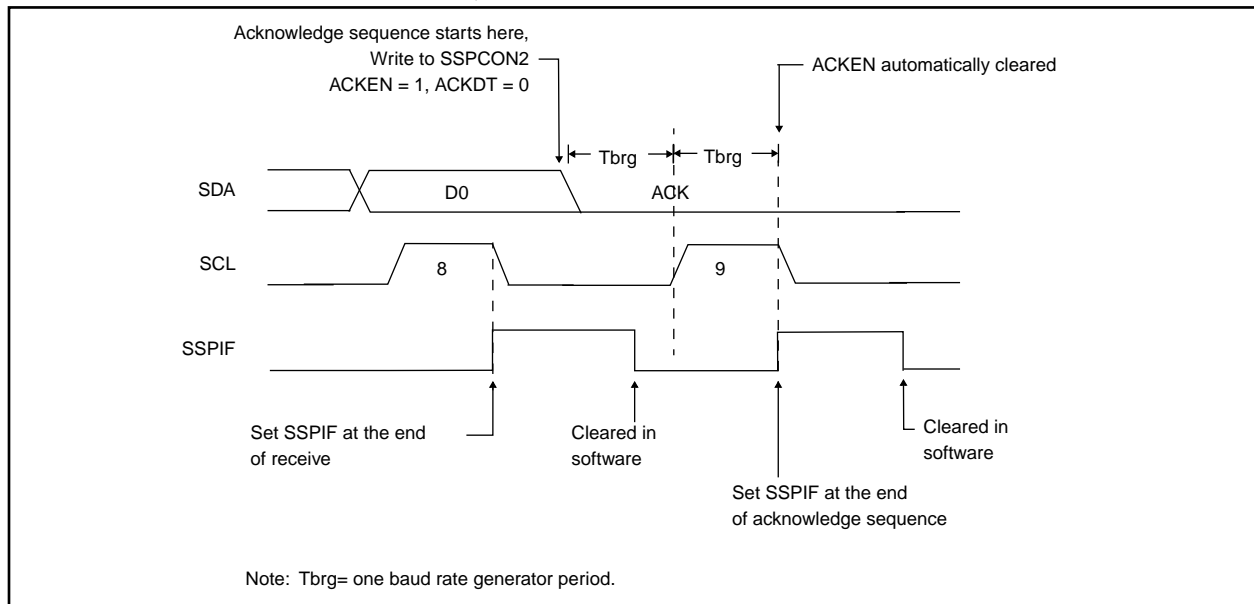 Acknowledge sequence starts here,
Write to SSPCON2
ACKEN = 1, ACKDT = 0
ACKEN automatically cleared
Tbrg
Tbrg
SDA
D0
ACK
SCL
8
9
SSPIF
Set SSPIF at the end
of receive
Cleared in
software
Set SSPIF at the end
of acknowledge sequence
Cleared in
software
Note: Tbrg= one baud rate generator period.